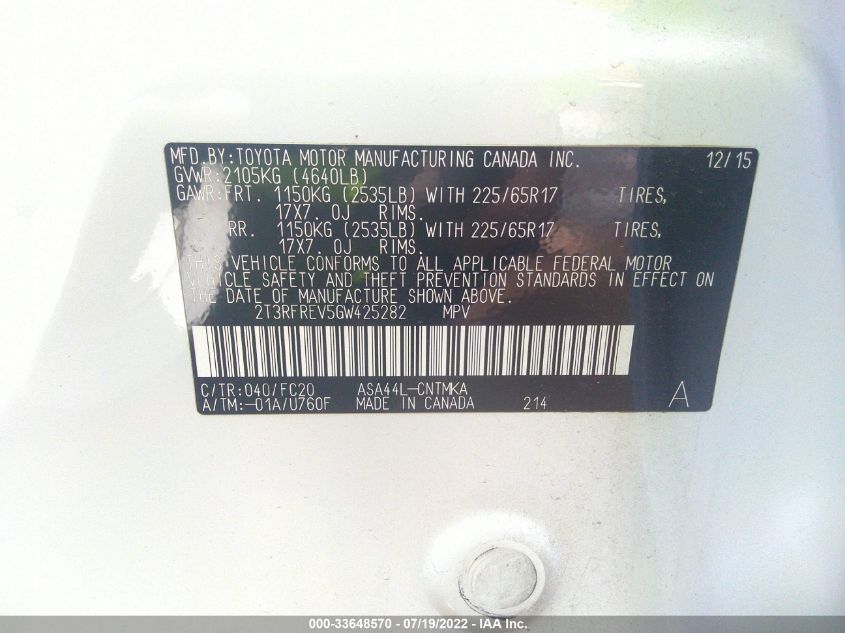 MFD.BY:TOYOTA MOTOR MANUFACTURING CANADA INC. 12/15
GVWR:2105KG (4640LB)
GAWR:FRT. 1150KG (2535LB) WITH 225/65R17 TIRES,
17X7.0J RIMS.
RR. 1150KG (2535LB) WITH 225/65R17 TIRES,
17X7.0J RIMS.
THIS VEHICLE CONFORMS TO ALL APPLICABLE FEDERAL MOTOR
VEHICLE SAFETY AND THEFT PREVENTION STANDARDS IN EFFECT ON
THE DATE OF MANUFACTURE SHOWN ABOVE.
2T3RFREV5GW425282 MPV
C/TR:040/FC20 ASA44L-CNTMKA
A/TM:-01A/U760F MADE IN CANADA 214 A
000-33648570 - 07/19/2022 - IAA Inc.